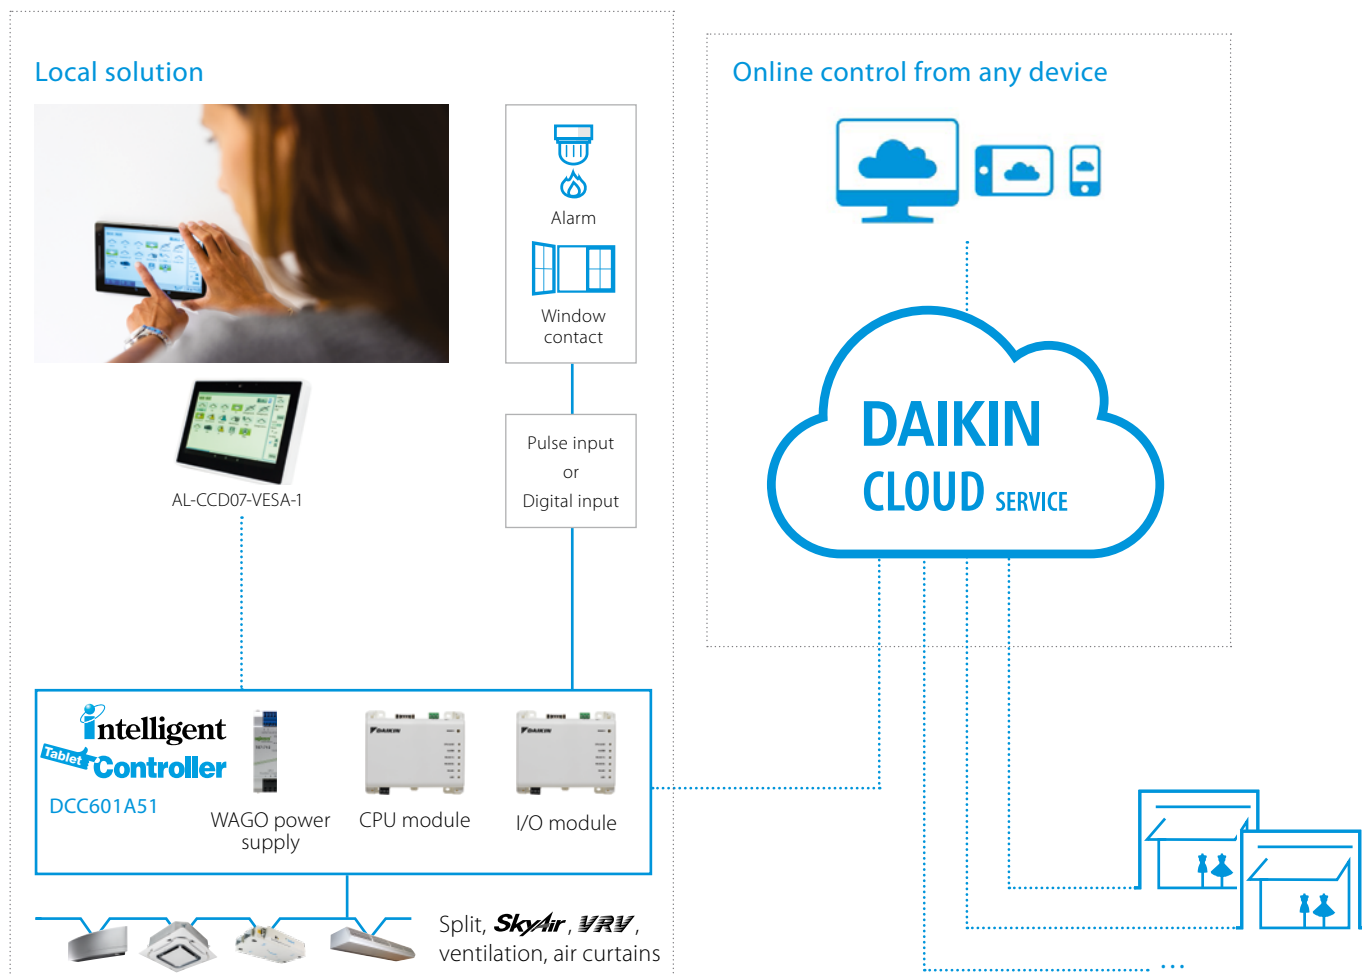 Local solution
Alarm
Window
contact
AL-CCD07-VESA-1
Pulse input
or
Digital input
intelligent
Tablet
Controller
DCC601A51
WAGO power
supply
DAIKIN
CPU module
DAIKIN
I/O module
Split, SkyAir, VRV,
ventilation, air curtains
Online control from any device
DAIKIN
CLOUD SERVICE
...